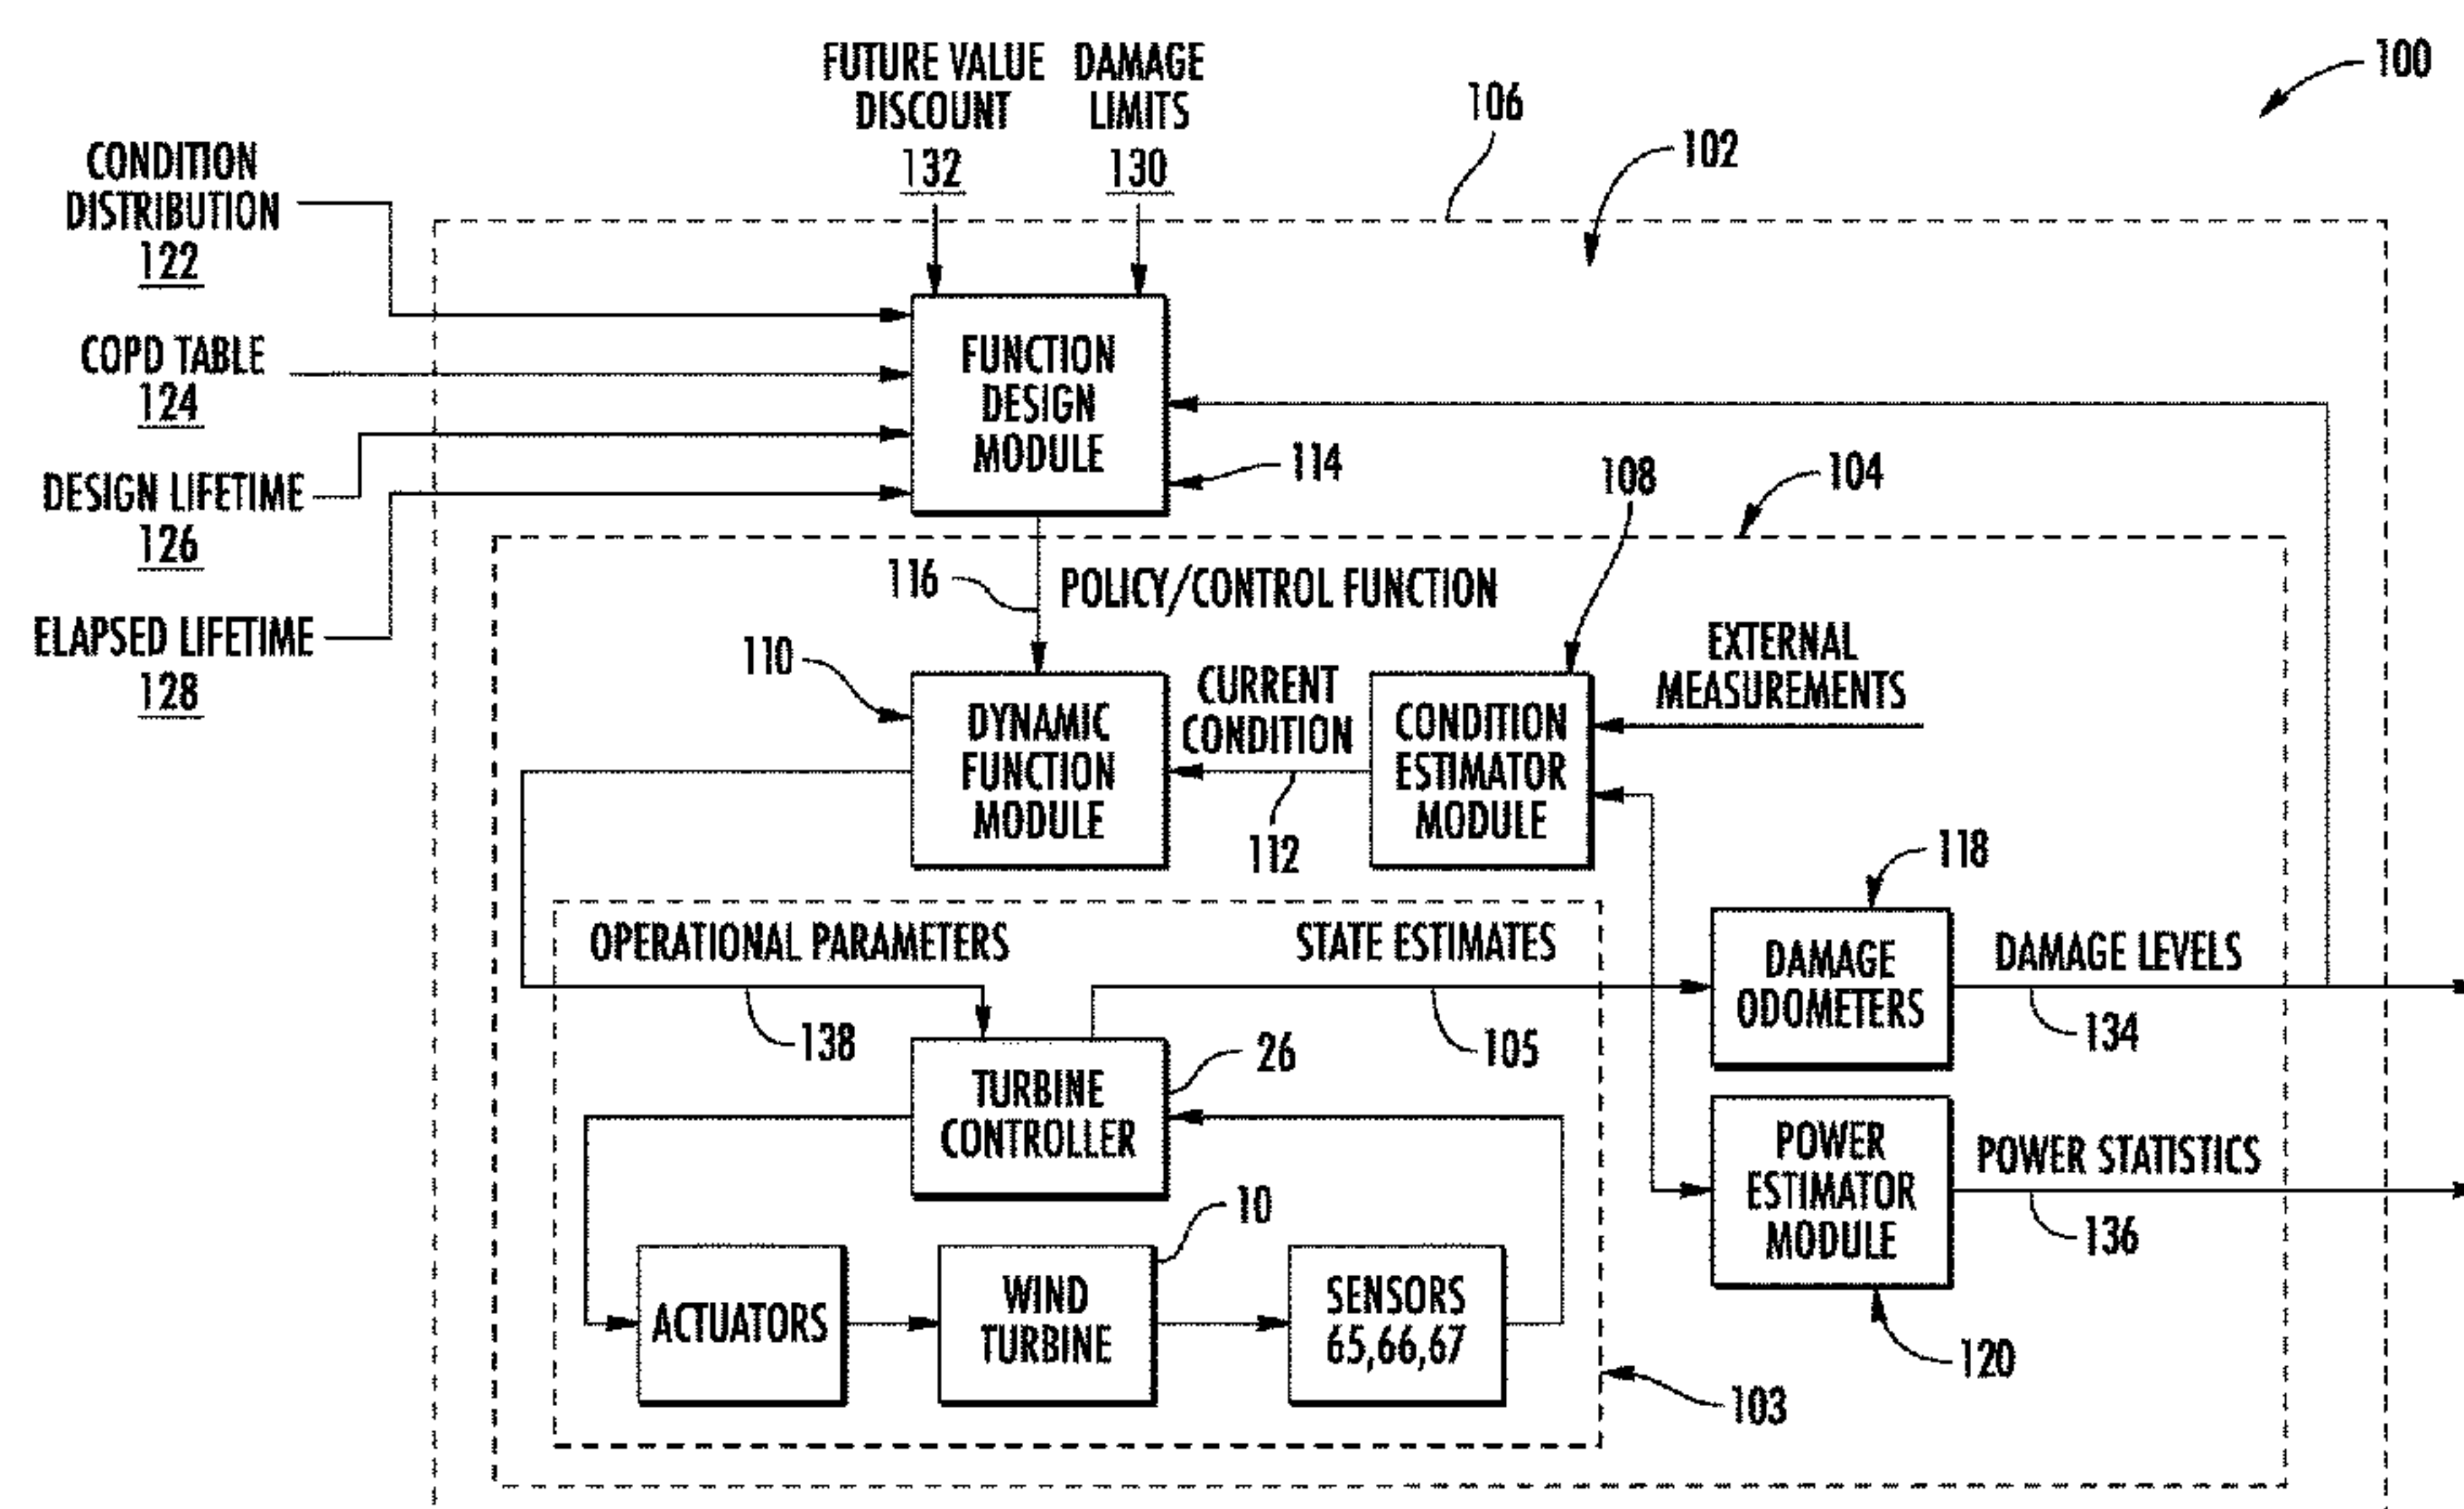 100
FUTURE VALUE
DISCOUNT
132
DAMAGE
LIMITS
130
106
102
CONDITION
DISTRIBUTION
122
COPD TABLE
124
DESIGN LIFETIME
126
ELAPSED LIFETIME
128
FUNCTION
DESIGN
MODULE
114
108
104
116
POLICY/CONTROL FUNCTION
110
DYNAMIC
FUNCTION
MODULE
CURRENT
CONDITION
112
CONDITION
ESTIMATOR
MODULE
EXTERNAL
MEASUREMENTS
118
OPERATIONAL PARAMETERS
138
STATE ESTIMATES
105
DAMAGE
ODOMETERS
DAMAGE LEVELS
134
TURBINE
CONTROLLER
26
POWER
ESTIMATOR
MODULE
POWER STATISTICS
136
120
ACTUATORS
WIND
TURBINE
10
SENSORS
65,66,67
103